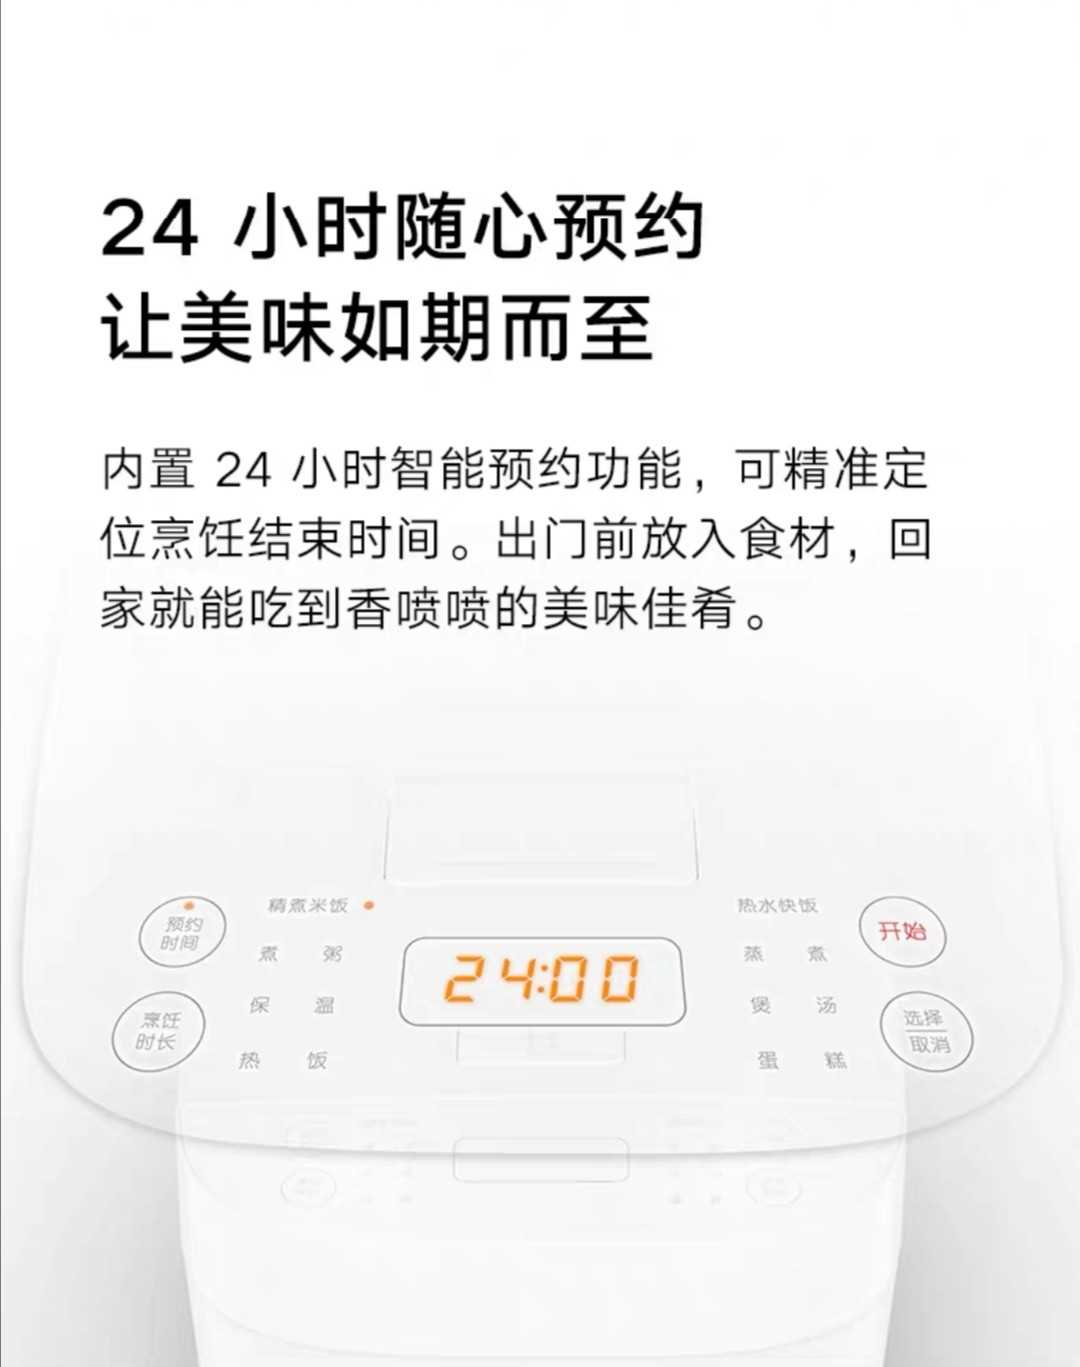 24 小时随心预约
让美味如期而至
内置 24 小时智能预约功能，可精准定
位烹饪结束时间。出门前放入食材，回
家就能吃到香喷喷的美味佳肴。
预约
时间
精煮米饭
热水快饭
开始
煮 粥
蒸 煮
24:00
保 温
煲 汤
烹饪
时长
选择
取消
热 饭
蛋 糕